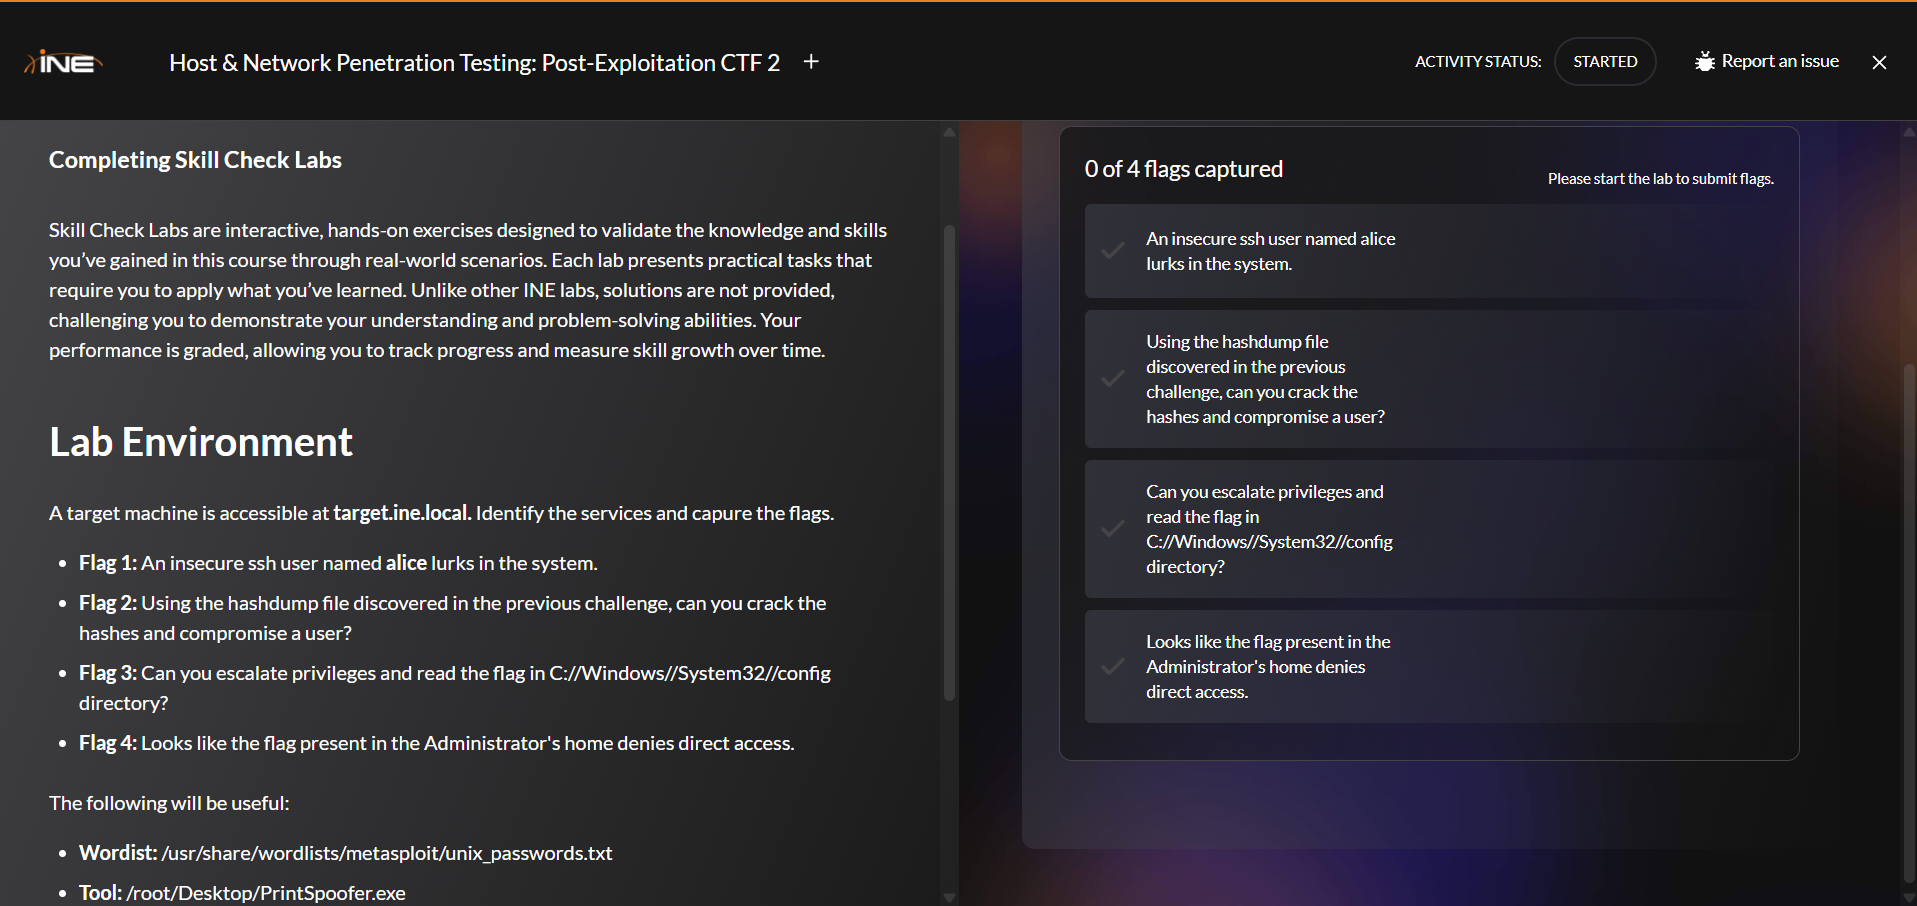 INE
Host & Network Penetration Testing: Post-Exploitation CTF 2 +
ACTIVITY STATUS:
STARTED
Report an issue
Completing Skill Check Labs
Skill Check Labs are interactive, hands-on exercises designed to validate the knowledge and skills
you’ve gained in this course through real-world scenarios. Each lab presents practical tasks that
require you to apply what you’ve learned. Unlike other INE labs, solutions are not provided,
challenging you to demonstrate your understanding and problem-solving abilities. Your
performance is graded, allowing you to track progress and measure skill growth over time.
Lab Environment
A target machine is accessible at target.ine.local. Identify the services and capure the flags.
• Flag 1: An insecure ssh user named alice lurks in the system.
• Flag 2: Using the hashdump file discovered in the previous challenge, can you crack the
hashes and compromise a user?
• Flag 3: Can you escalate privileges and read the flag in C://Windows//System32//config
directory?
• Flag 4: Looks like the flag present in the Administrator's home denies direct access.
The following will be useful:
• Wordist: /usr/share/wordlists/metasploit/unix_passwords.txt
• Tool: /root/Desktop/PrintSpoofer.exe
0 of 4 flags captured
Please start the lab to submit flags.
An insecure ssh user named alice
lurks in the system.
Using the hashdump file
discovered in the previous
challenge, can you crack the
hashes and compromise a user?
Can you escalate privileges and
read the flag in
C://Windows//System32//config
directory?
Looks like the flag present in the
Administrator's home denies
direct access.